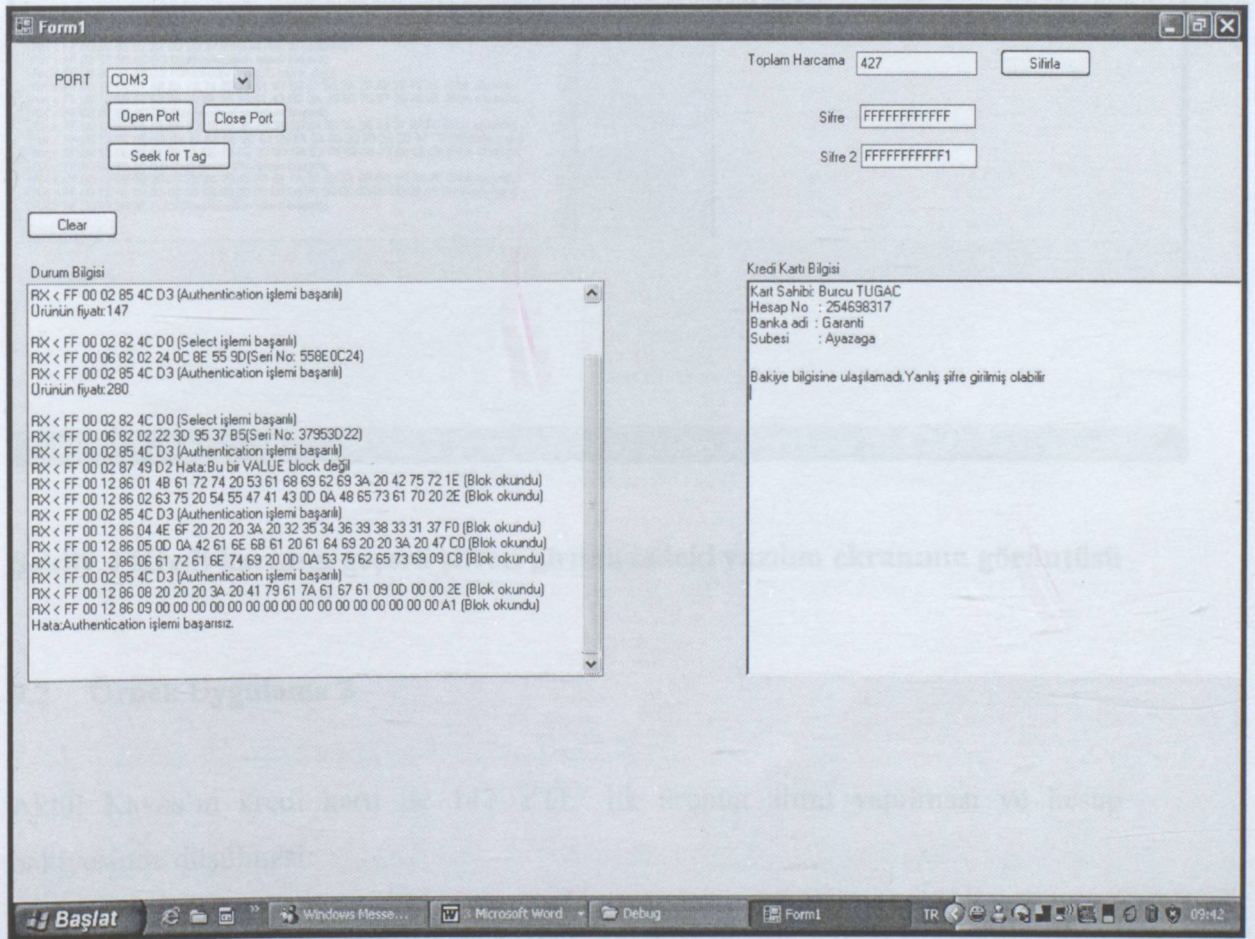 Form1
PORT COM3
Open Port Close Port
Seek for Tag
Clear
Toplam Harcama 427 Sifirla
Sifre FFFFFFFFFFFF
Sifre 2 FFFFFFFFFFF1
Durum Bilgisi
RX < FF 00 02 85 4C D3 (Authentication işlemi başarılı)
Ürünün fiyatı:147
RX < FF 00 02 82 4C D0 (Select işlemi başarılı)
RX < FF 00 06 82 02 24 0C 8E 55 9D(Seri No: 558E0C24)
RX < FF 00 02 85 4C D3 (Authentication işlemi başarılı)
Ürünün fiyatı:280
RX < FF 00 02 82 4C D0 (Select işlemi başarılı)
RX < FF 00 06 82 02 22 3D 95 37 B5(Seri No: 37953D22)
RX < FF 00 02 85 4C D3 (Authentication işlemi başarılı)
RX < FF 00 02 87 49 D2 Hata:Bu bir VALUE block değil
RX < FF 00 12 86 01 4B 61 72 74 20 53 61 68 69 62 69 3A 20 42 75 72 1E (Blok okundu)
RX < FF 00 12 86 02 63 75 20 54 55 47 41 43 0D 0A 48 65 73 61 70 20 2E (Blok okundu)
RX < FF 00 02 85 4C D3 (Authentication işlemi başarılı)
RX < FF 00 12 86 04 4E 6F 20 20 20 3A 20 32 35 34 36 39 38 33 31 37 F0 (Blok okundu)
RX < FF 00 12 86 05 0D 0A 42 61 6E 6B 61 20 61 64 69 20 20 3A 20 47 C0 (Blok okundu)
RX < FF 00 12 86 06 61 72 61 6E 74 69 20 0D 0A 53 75 62 65 73 69 09 C8 (Blok okundu)
RX < FF 00 02 85 4C D3 (Authentication işlemi başarılı)
RX < FF 00 12 86 08 20 20 20 3A 20 41 79 61 7A 61 67 61 09 0D 00 00 2E (Blok okundu)
RX < FF 00 12 86 09 00 00 00 00 00 00 00 00 00 00 00 00 00 00 00 00 A1 (Blok okundu)
Hata:Authentication işlemi başarısız.
Kredi Kartı Bilgisi
Kart Sahibi: Burcu TUGAC
Hesap No : 254698317
Banka adi : Garanti
Subesi : Ayazaga
Bakiye bilgisine ulaşılamadı.Yanlış şifre girilmiş olabilir
Başlat Windows Messe... 3 Microsoft Word Debug Form1 TR 09:42